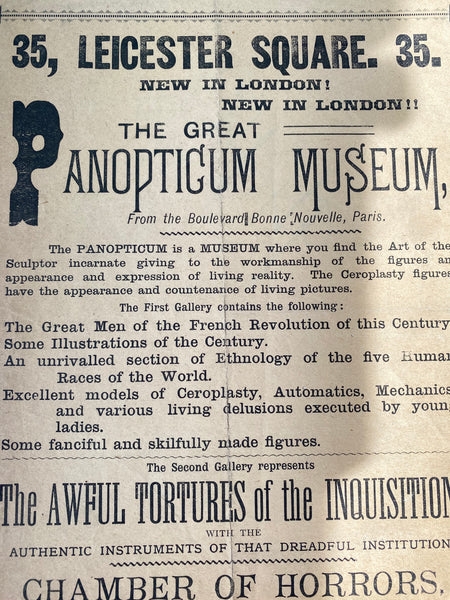 35, LEICESTER SQUARE. 35.
NEW IN LONDON!
NEW IN LONDON!!
THE GREAT
PANOPTICUM MUSEUM,
From the Boulevard Bonne Nouvelle, Paris.
The PANOPTICUM is a MUSEUM where you find the Art of the
Sculptor incarnate giving to the workmanship of the figures an
appearance and expression of living reality. The Ceroplasty figures
have the appearance and countenance of living pictures.
The First Gallery contains the following:
The Great Men of the French Revolution of this Century
Some Illustrations of the Century.
An unrivalled section of Ethnology of the five Human
Races of the World.
Excellent models of Ceroplasty, Automatics, Mechanics
and various living delusions executed by young
ladies.
Some fanciful and skilfully made figures.
The Second Gallery represents
The AWFUL TORTURES of the INQUISITION
WITH THE
AUTHENTIC INSTRUMENTS OF THAT DREADFUL INSTITUTION
CHAMBER OF HORRORS.